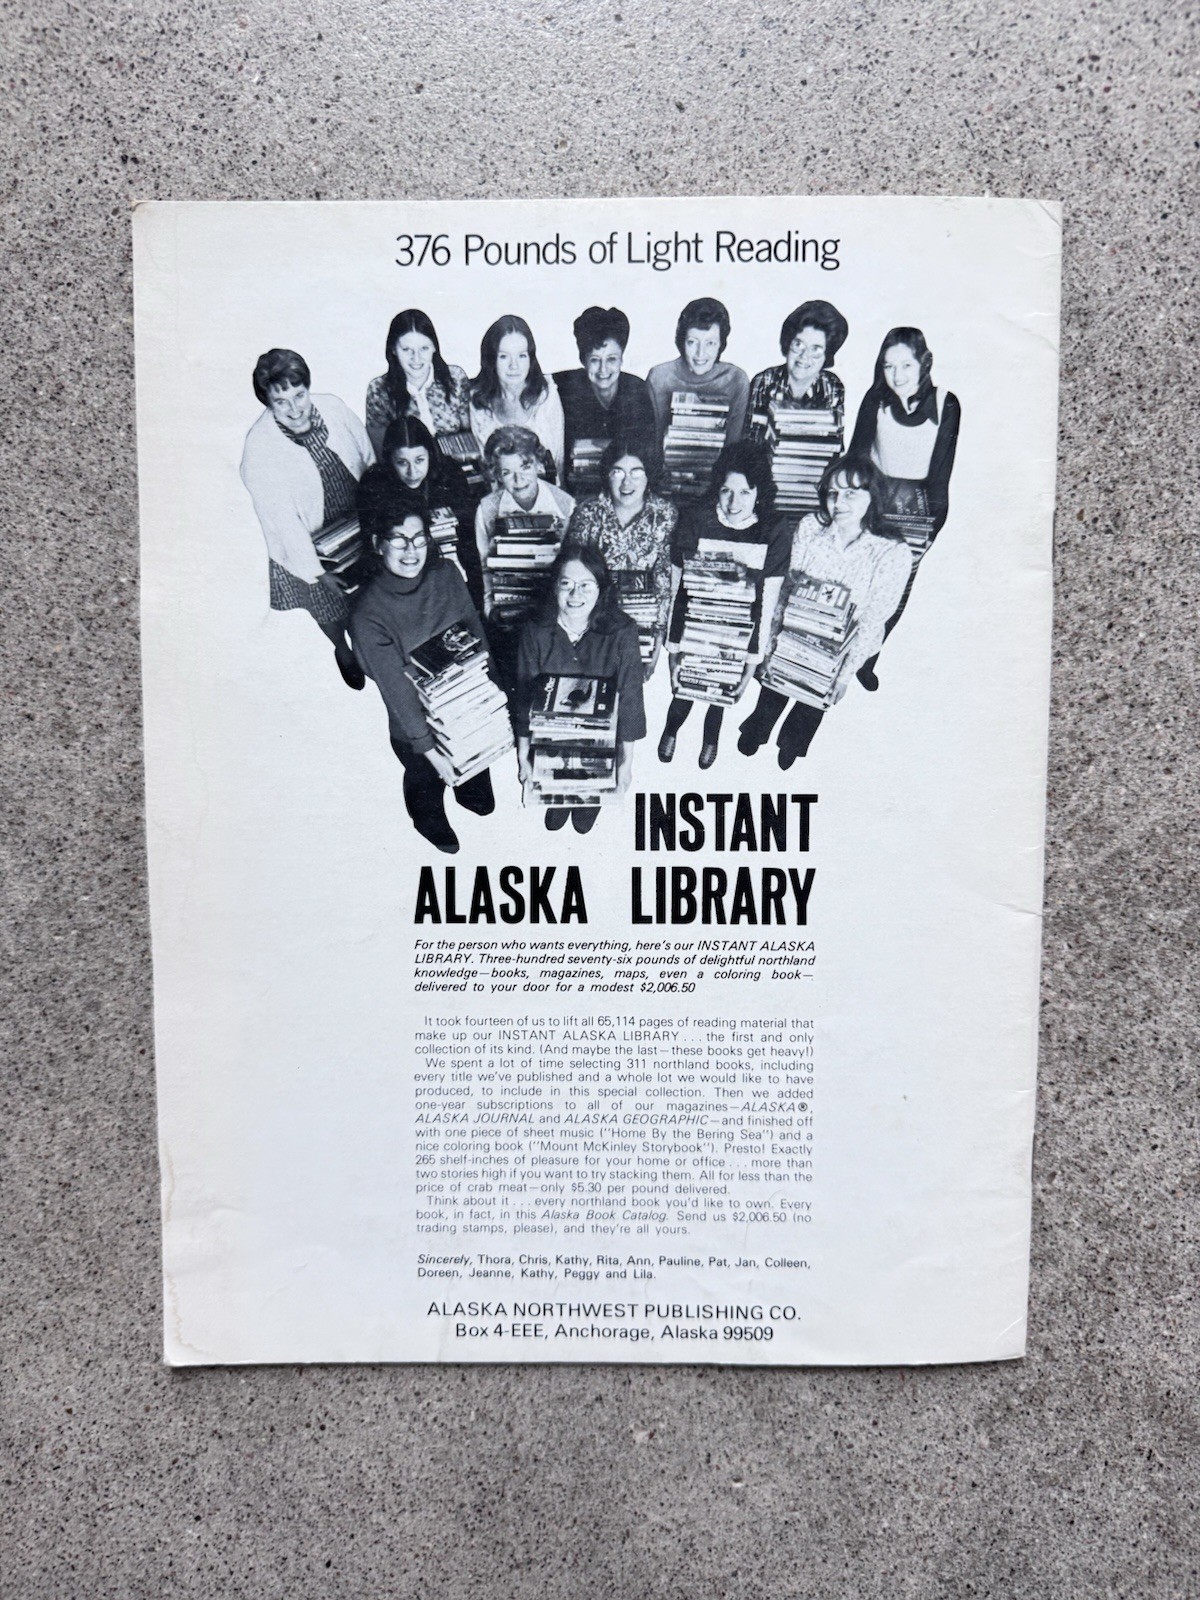 376 Pounds of Light Reading
INSTANT
ALASKA LIBRARY
For the person who wants everything, here's our INSTANT ALASKA
LIBRARY. Three-hundred seventy-six pounds of delightful northland
knowledge—books, magazines, maps, even a coloring book—
delivered to your door for a modest $2,006.50
It took fourteen of us to lift all 65,114 pages of reading material that
make up our INSTANT ALASKA LIBRARY . . . the first and only
collection of its kind. (And maybe the last—these books get heavy!)
We spent a lot of time selecting 311 northland books, including
every title we've published and a whole lot we would like to have
produced, to include in this special collection. Then we added
one-year subscriptions to all of our magazines—ALASKA®,
ALASKA JOURNAL and ALASKA GEOGRAPHIC—and finished off
with one piece of sheet music ("Home By the Bering Sea") and a
nice coloring book ("Mount McKinley Storybook"). Presto! Exactly
265 shelf-inches of pleasure for your home or office . . . more than
two stories high if you want to try stacking them. All for less than the
price of crab meat—only $5.30 per pound delivered.
Think about it . . . every northland book you'd like to own. Every
book, in fact, in this Alaska Book Catalog. Send us $2,006.50 (no
trading stamps, please), and they're all yours.
Sincerely, Thora, Chris, Kathy, Rita, Ann, Pauline, Pat, Jan, Colleen,
Doreen, Jeanne, Kathy, Peggy and Lila.
ALASKA NORTHWEST PUBLISHING CO.
Box 4-EEE, Anchorage, Alaska 99509